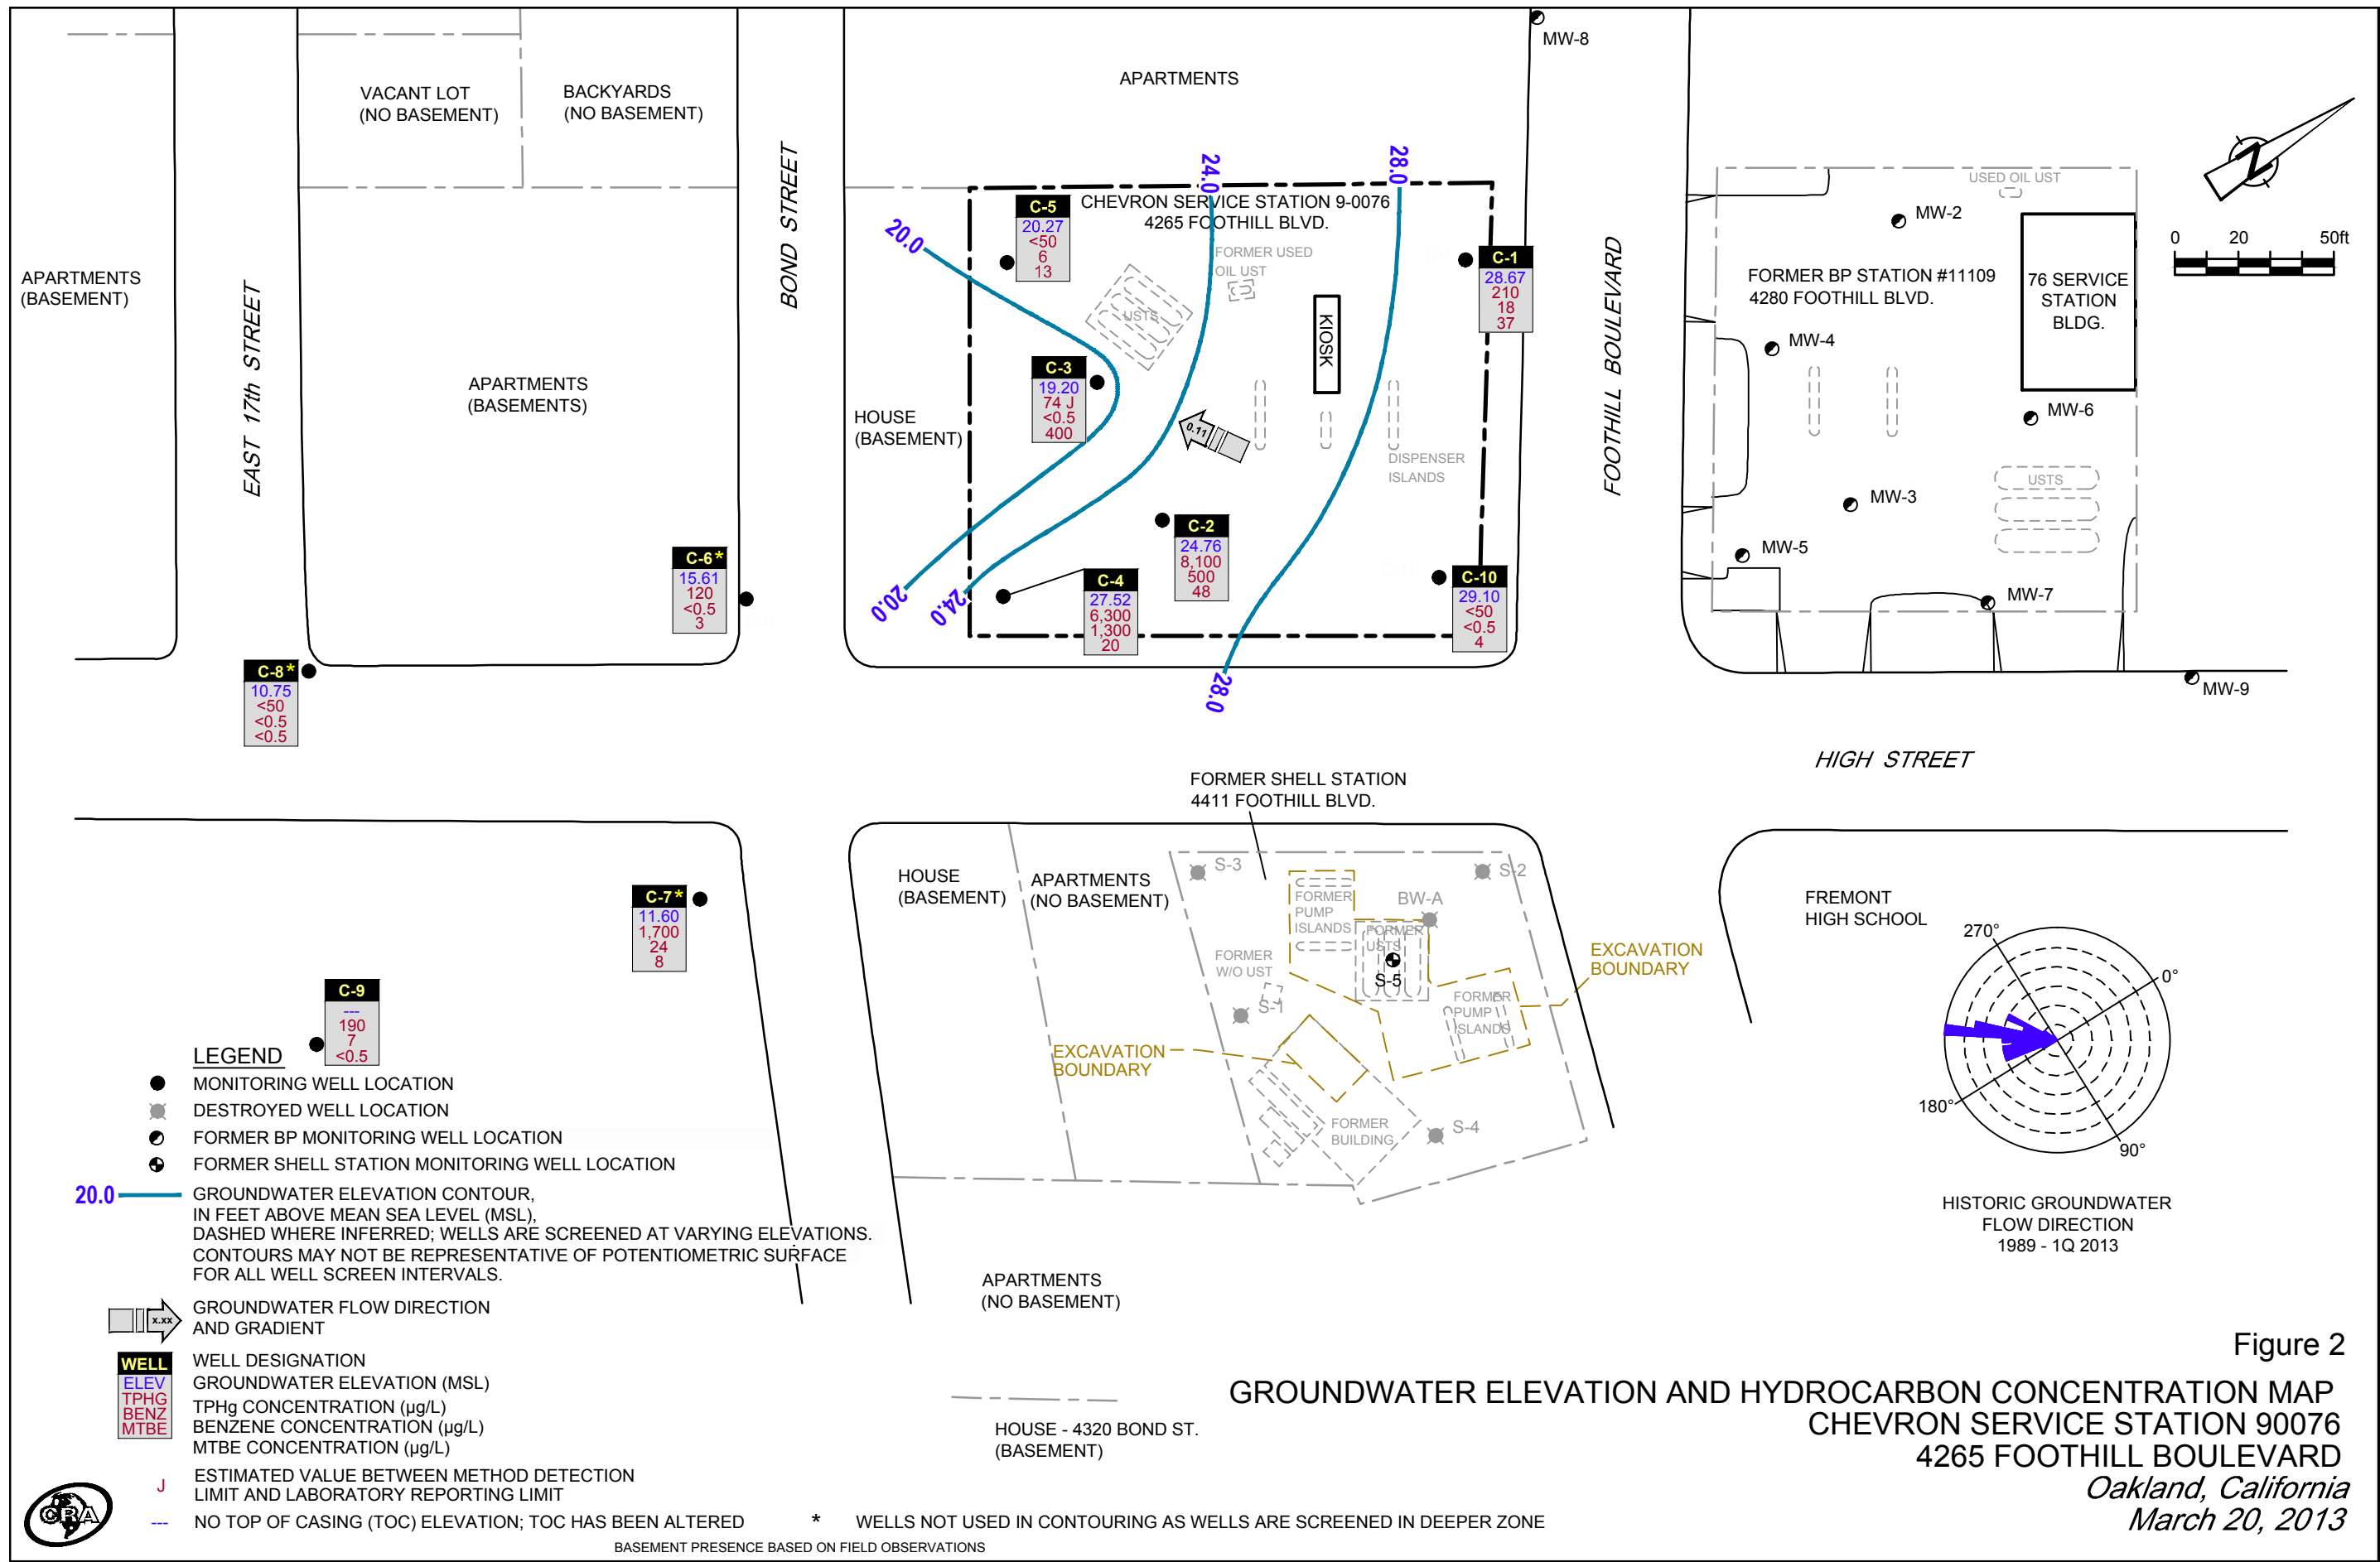 MW-8
APARTMENTS
VACANT LOT
(NO BASEMENT)
BACKYARDS
(NO BASEMENT)
BOND STREET
EAST 17th STREET
FOOTHILL BOULEVARD
HIGH STREET
APARTMENTS
(BASEMENT)
APARTMENTS
(BASEMENTS)
HOUSE
(BASEMENT)
24.0
28.0
20.0
20.0
24.0
28.0
CHEVRON SERVICE STATION 9-0076
4265 FOOTHILL BLVD.
C-5
20.27
<50
6
13
FORMER USED
OIL UST
USTS
KIOSK
C-1
28.67
210
18
37
C-3
19.20
74 J
<0.5
400
0.11
DISPENSER
ISLANDS
C-2
24.76
8,100
500
48
C-4
27.52
6,300
1,300
20
C-10
29.10
<50
<0.5
4
C-6*
15.61
120
<0.5
3
C-8*
10.75
<50
<0.5
<0.5
C-7*
11.60
1,700
24
8
C-9
---
190
7
<0.5
USED OIL UST
MW-2
FORMER BP STATION #11109
4280 FOOTHILL BLVD.
76 SERVICE
STATION
BLDG.
MW-4
MW-6
MW-3
USTS
MW-5
MW-7
MW-9
N
0 20 50ft
FORMER SHELL STATION
4411 FOOTHILL BLVD.
HOUSE
(BASEMENT)
APARTMENTS
(NO BASEMENT)
S-3
S-2
BW-A
FORMER
PUMP
ISLANDS
FORMER
USTS
S-5
FORMER
W/O UST
S-1
FORMER
PUMP
ISLANDS
EXCAVATION
BOUNDARY
EXCAVATION
BOUNDARY
FORMER
BUILDING
S-4
FREMONT
HIGH SCHOOL
270°
0°
180°
90°
HISTORIC GROUNDWATER
FLOW DIRECTION
1989 - 1Q 2013
APARTMENTS
(NO BASEMENT)
HOUSE - 4320 BOND ST.
(BASEMENT)
LEGEND
MONITORING WELL LOCATION
DESTROYED WELL LOCATION
FORMER BP MONITORING WELL LOCATION
FORMER SHELL STATION MONITORING WELL LOCATION
20.0
GROUNDWATER ELEVATION CONTOUR,
IN FEET ABOVE MEAN SEA LEVEL (MSL),
DASHED WHERE INFERRED; WELLS ARE SCREENED AT VARYING ELEVATIONS.
CONTOURS MAY NOT BE REPRESENTATIVE OF POTENTIOMETRIC SURFACE
FOR ALL WELL SCREEN INTERVALS.
x.xx
GROUNDWATER FLOW DIRECTION
AND GRADIENT
WELL WELL DESIGNATION
ELEV GROUNDWATER ELEVATION (MSL)
TPHG TPHg CONCENTRATION (µg/L)
BENZ BENZENE CONCENTRATION (µg/L)
MTBE MTBE CONCENTRATION (µg/L)
J ESTIMATED VALUE BETWEEN METHOD DETECTION
LIMIT AND LABORATORY REPORTING LIMIT
--- NO TOP OF CASING (TOC) ELEVATION; TOC HAS BEEN ALTERED
* WELLS NOT USED IN CONTOURING AS WELLS ARE SCREENED IN DEEPER ZONE
BASEMENT PRESENCE BASED ON FIELD OBSERVATIONS
CRA
Figure 2
GROUNDWATER ELEVATION AND HYDROCARBON CONCENTRATION MAP
CHEVRON SERVICE STATION 90076
4265 FOOTHILL BOULEVARD
Oakland, California
March 20, 2013